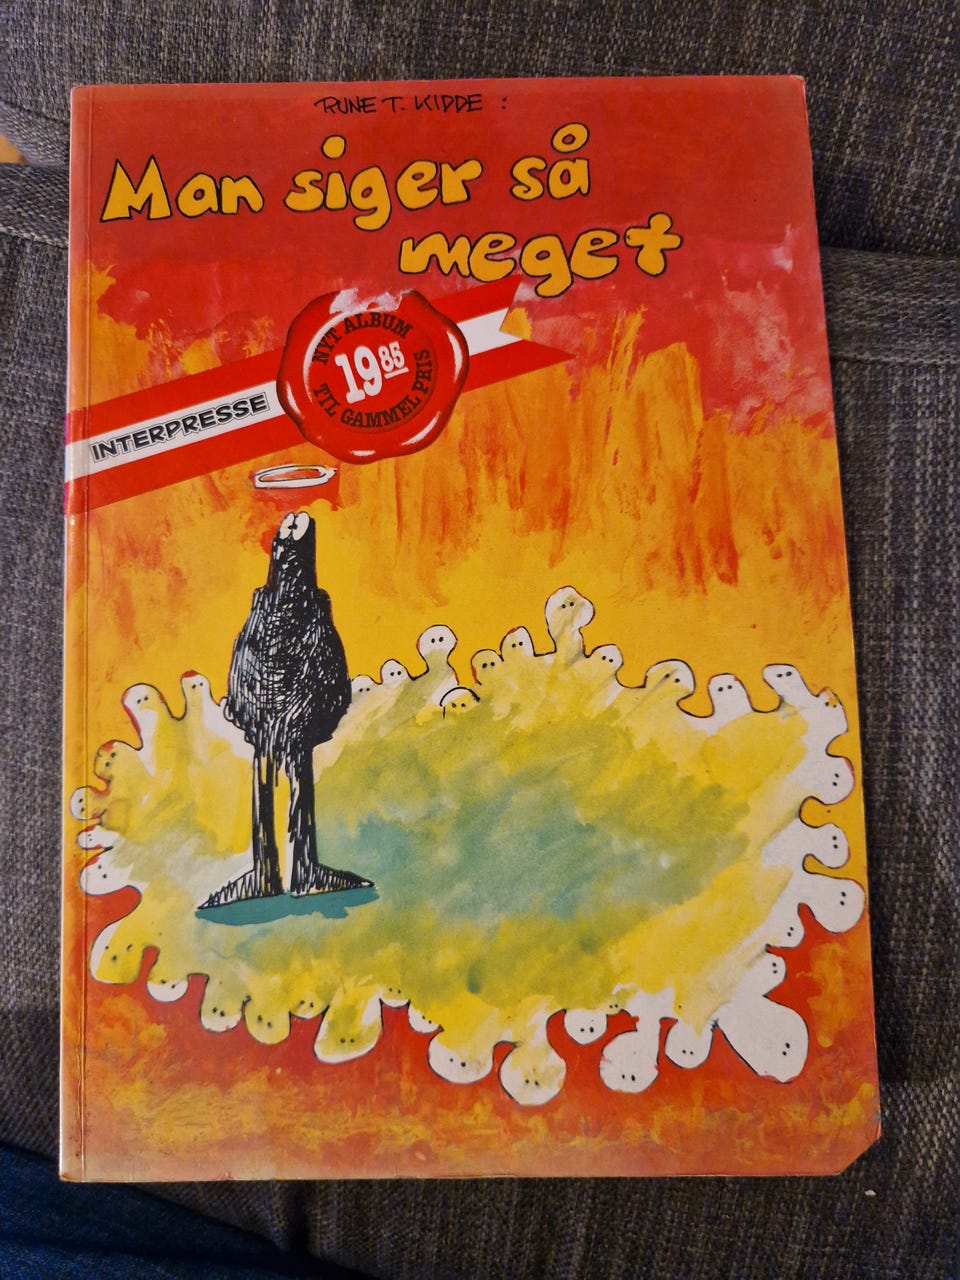 RUNE T. KIDDE :
Man siger så
meget
NYT ALBUM
19.85
TIL GAMMEL PRIS
INTERPRESSE